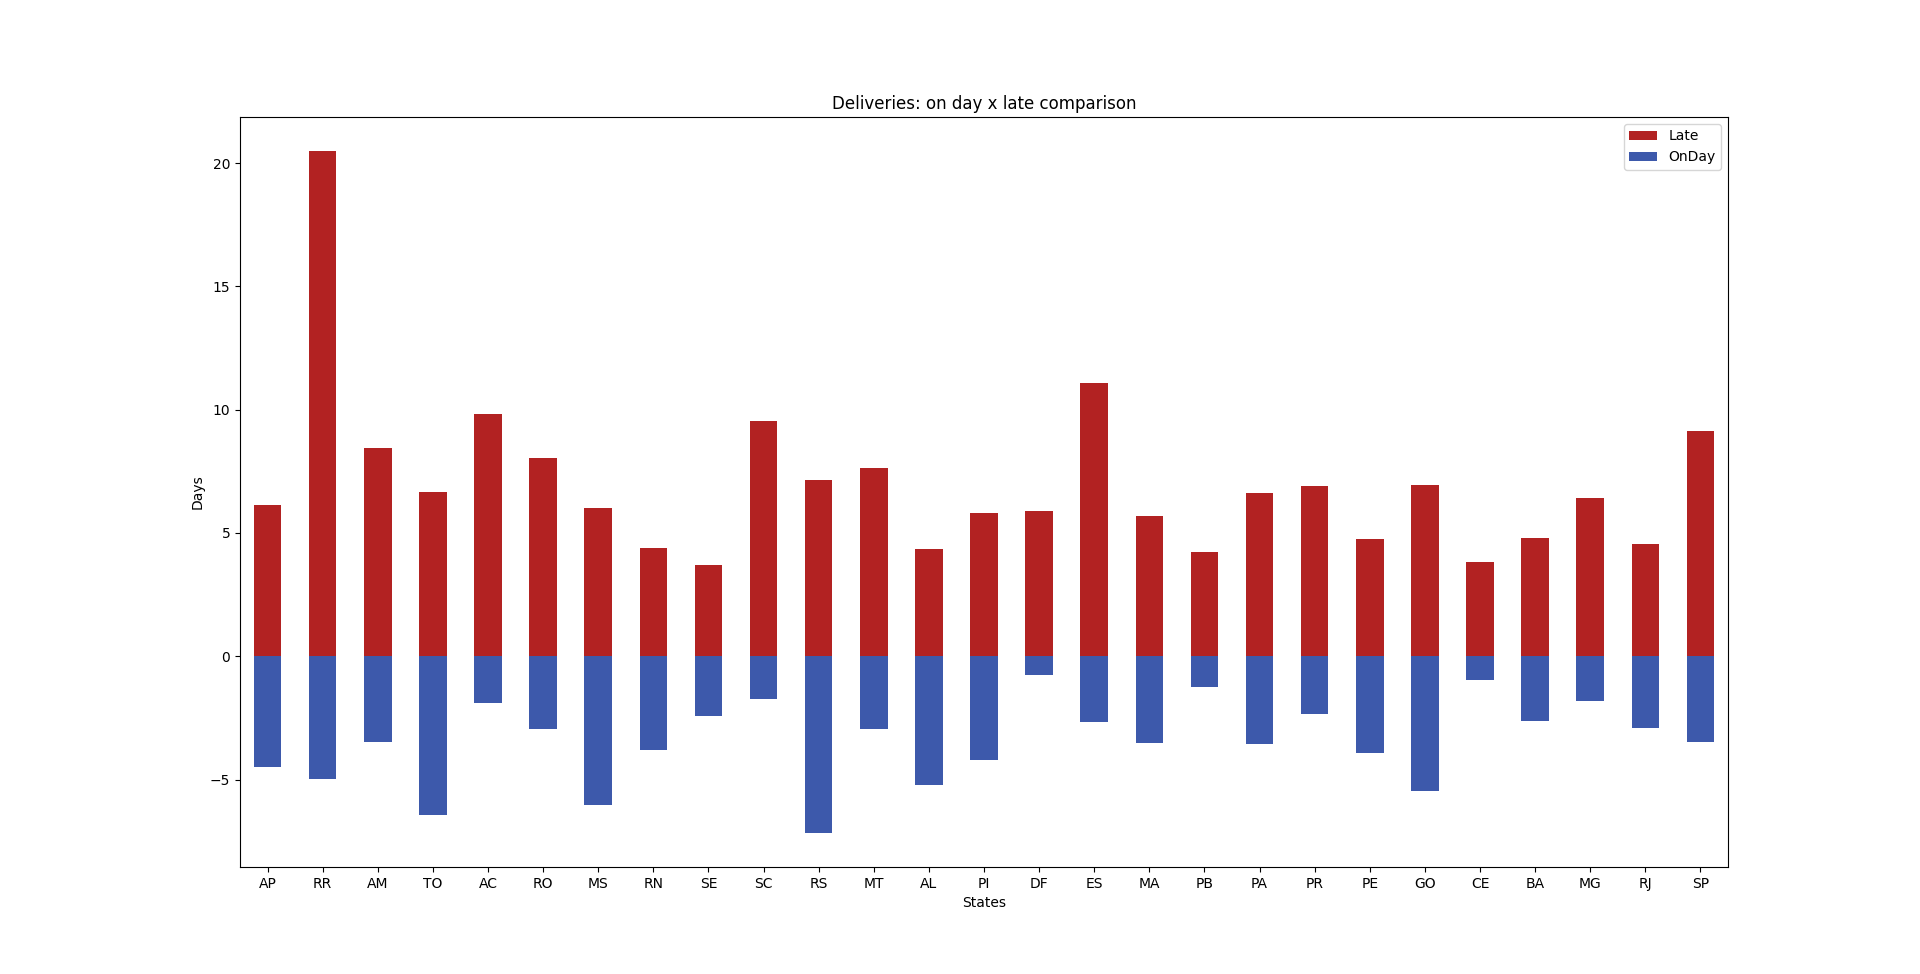 Deliveries: on day x late comparison
Late
OnDay
20
15
10
5
0
−5
Days
AP RR AM TO AC RO MS RN SE SC RS MT AL PI DF ES MA PB PA PR PE GO CE BA MG RJ SP
States